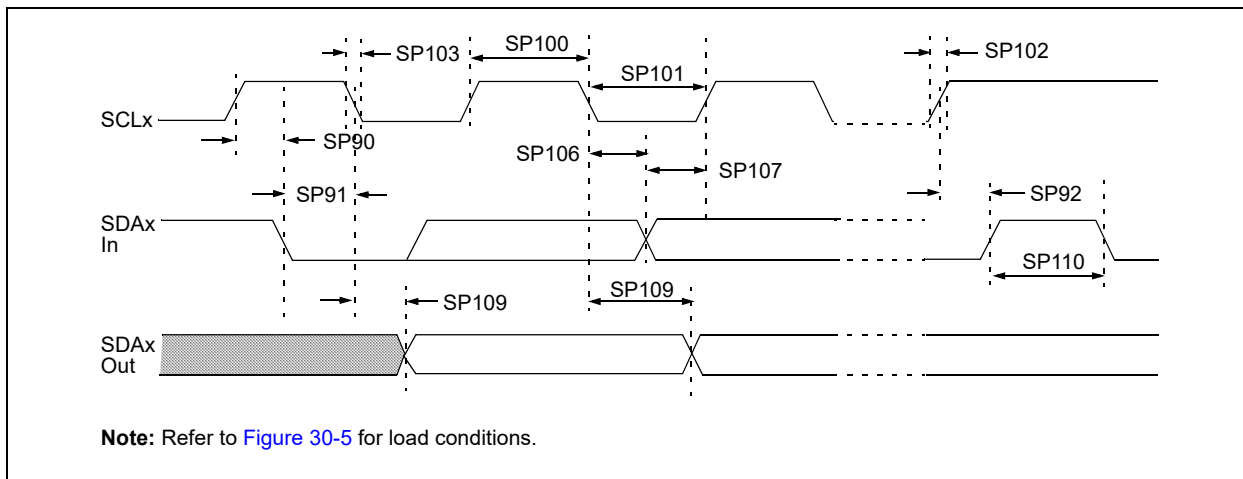 SP103
SP100
SP101
SP102
SCLx
SP90
SP106
SP107
SP91
SP92
SDAx
In
SP110
SP109
SP109
SDAx
Out
Note: Refer to Figure 30-5 for load conditions.